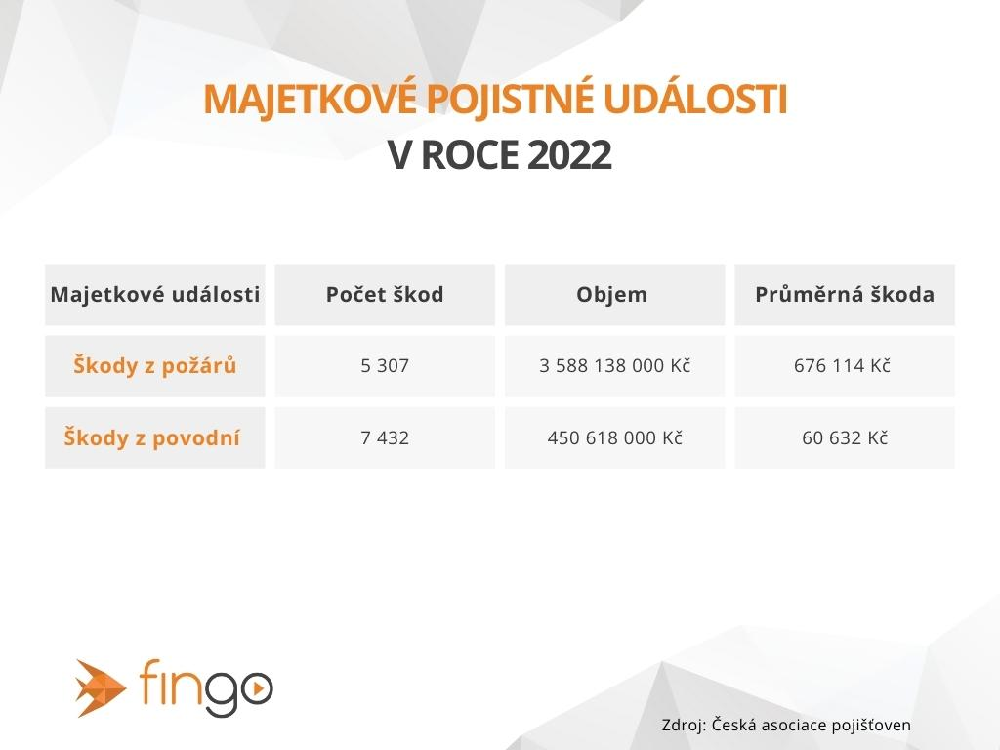 MAJETKOVÉ POJISTNÉ UDÁLOSTI
V ROCE 2022
Majetkové události Počet škod Objem Průměrná škoda
Škody z požárů 5 307 3 588 138 000 Kč 676 114 Kč
Škody z povodní 7 432 450 618 000 Kč 60 632 Kč
fingo
Zdroj: Česká asociace pojišťoven